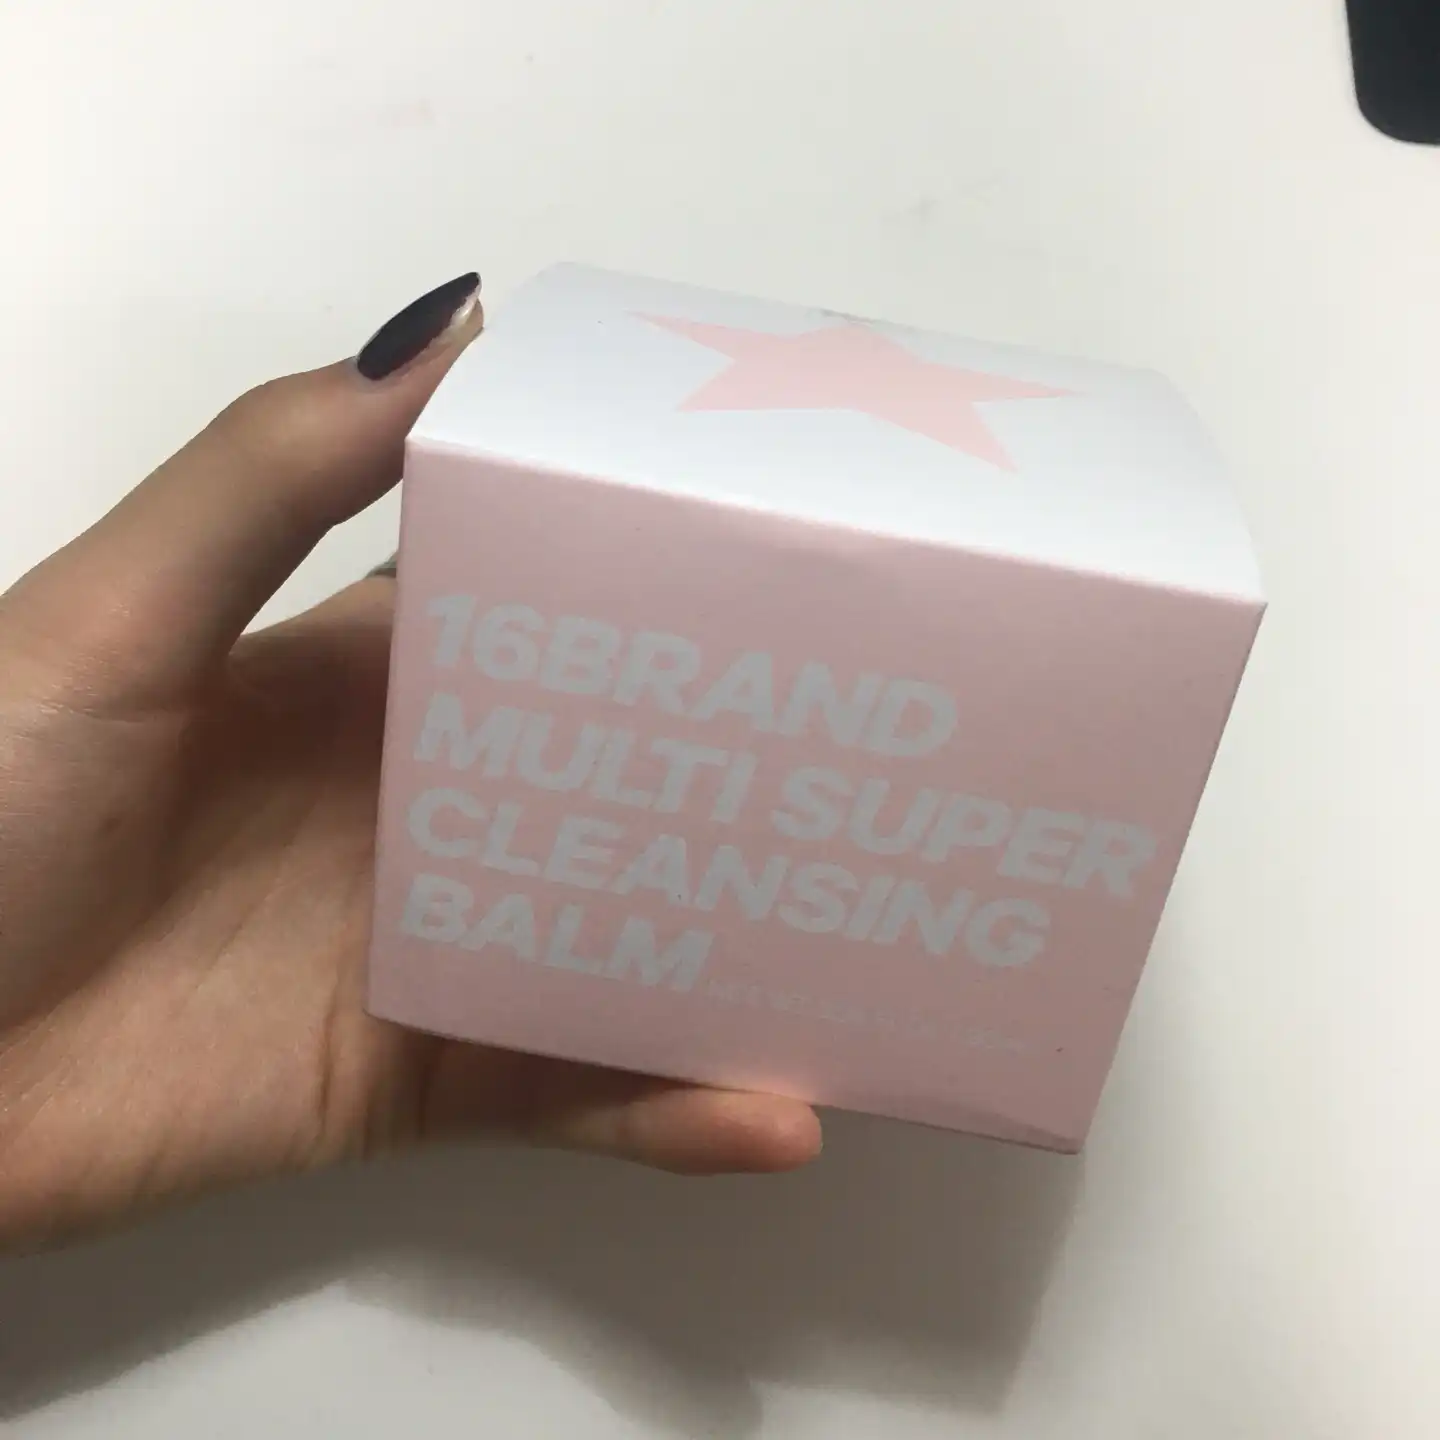 16BRAND
MULTI SUPER
CLEANSING
BALM